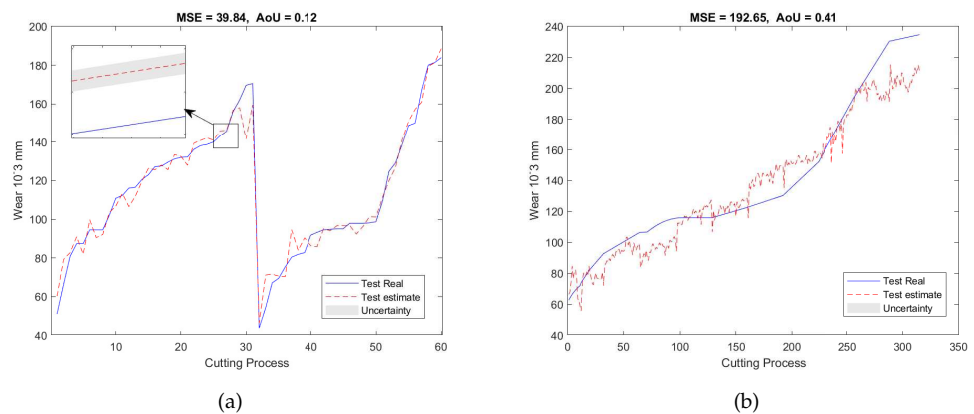 MSE = 39.84, AoU = 0.12
200
180
160
140
120
100
80
60
40
10
20
30
40
50
60
Wear 10^3 mm
Cutting Process
Test Real
Test estimate
Uncertainty
(a)
MSE = 192.65, AoU = 0.41
240
220
200
180
160
140
120
100
80
60
40
0
50
100
150
200
250
300
350
Wear 10^3 mm
Cutting Process
Test Real
Test estimate
Uncertainty
(b)